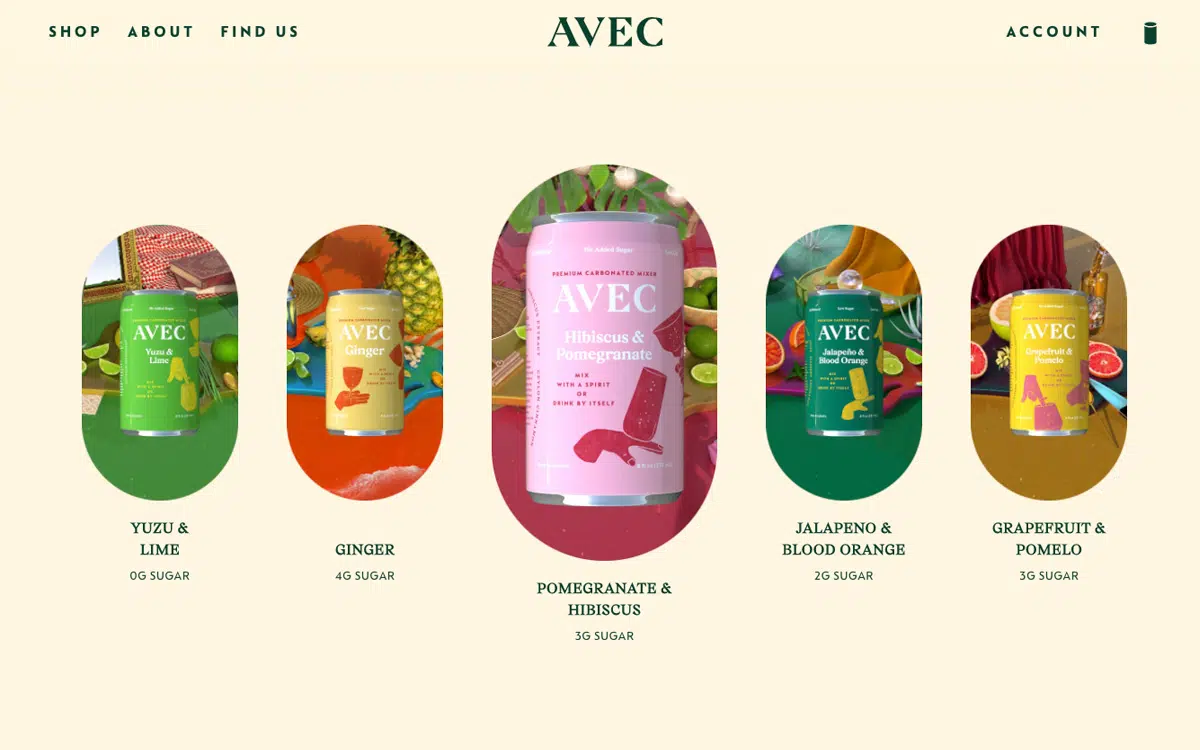 SHOP ABOUT FIND US AVEC ACCOUNT
AVEC
Yuzu &
Lime
YUZU &
LIME
0G SUGAR
AVEC
Ginger
GINGER
4G SUGAR
No Added Sugar
PREMIUM CARBONATED MIXER
AVEC
Hibiscus &
Pomegranate
MIX
WITH A SPIRIT
OR
DRINK BY ITSELF
POMEGRANATE &
HIBISCUS
3G SUGAR
AVEC
Jalapeño &
Blood Orange
JALAPENO &
BLOOD ORANGE
2G SUGAR
AVEC
Grapefruit &
Pomelo
GRAPEFRUIT &
POMELO
3G SUGAR